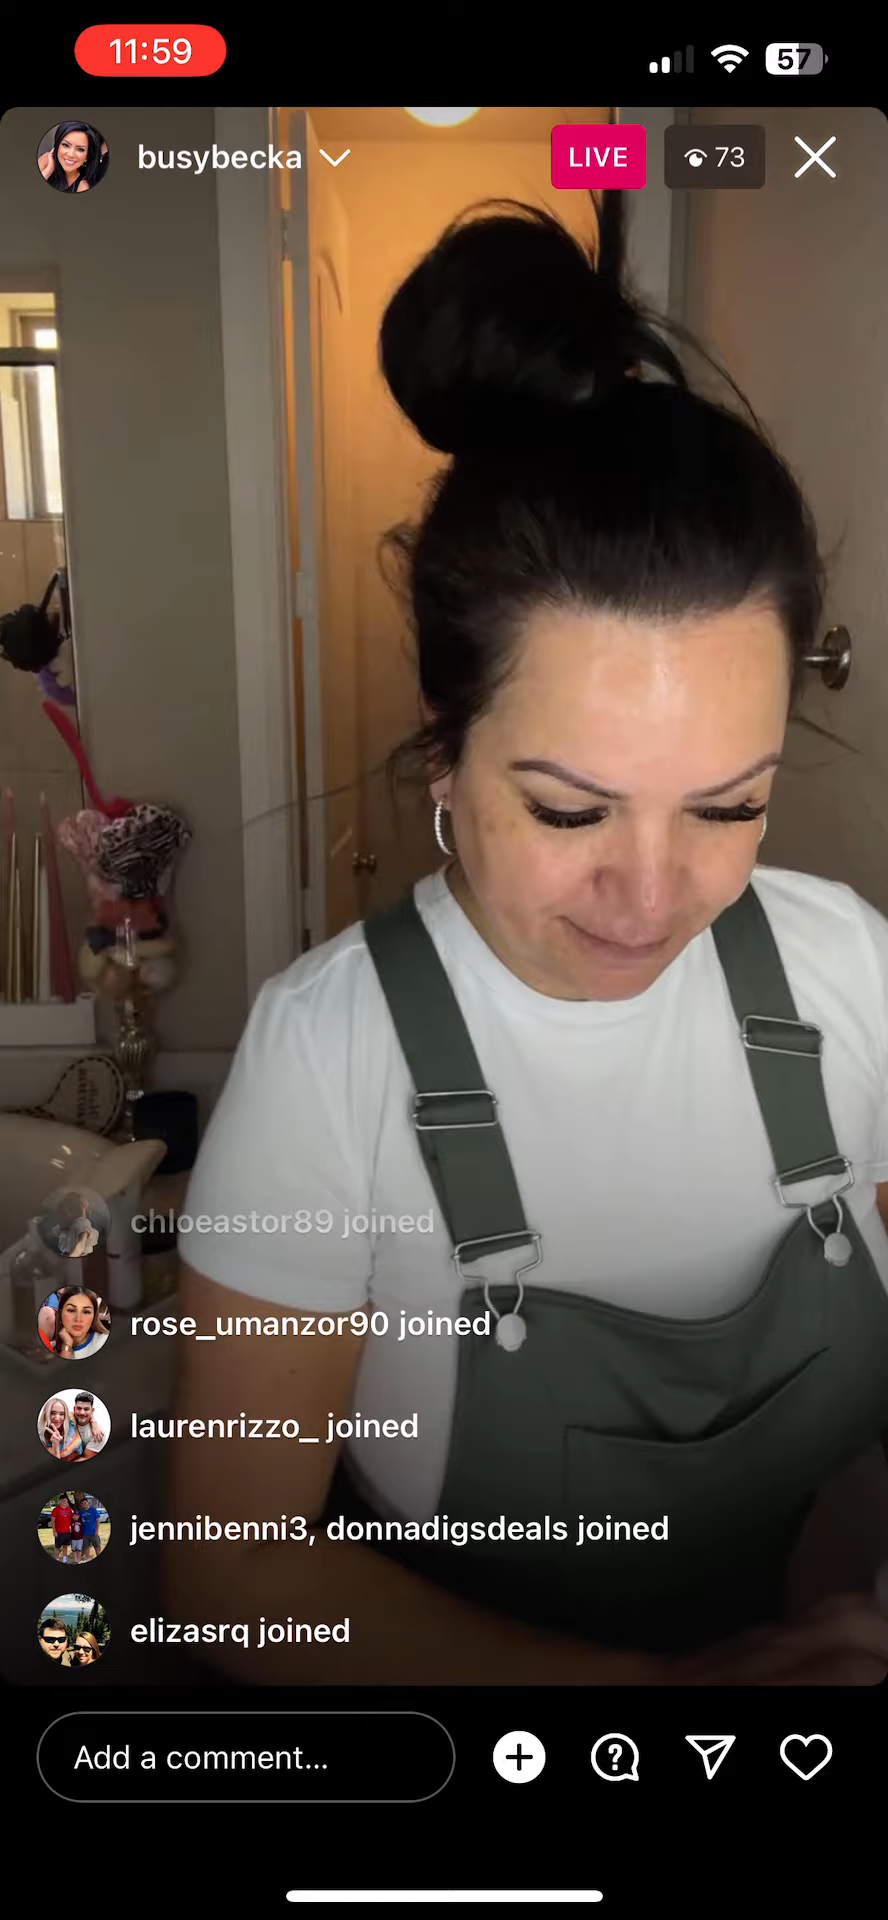 11:59
57
busybecka
LIVE
73
chloeastor89 joined
rose_umanzor90 joined
laurenrizzo_ joined
jennibenni3, donnadigsdeals joined
elizasrq joined
Add a comment...